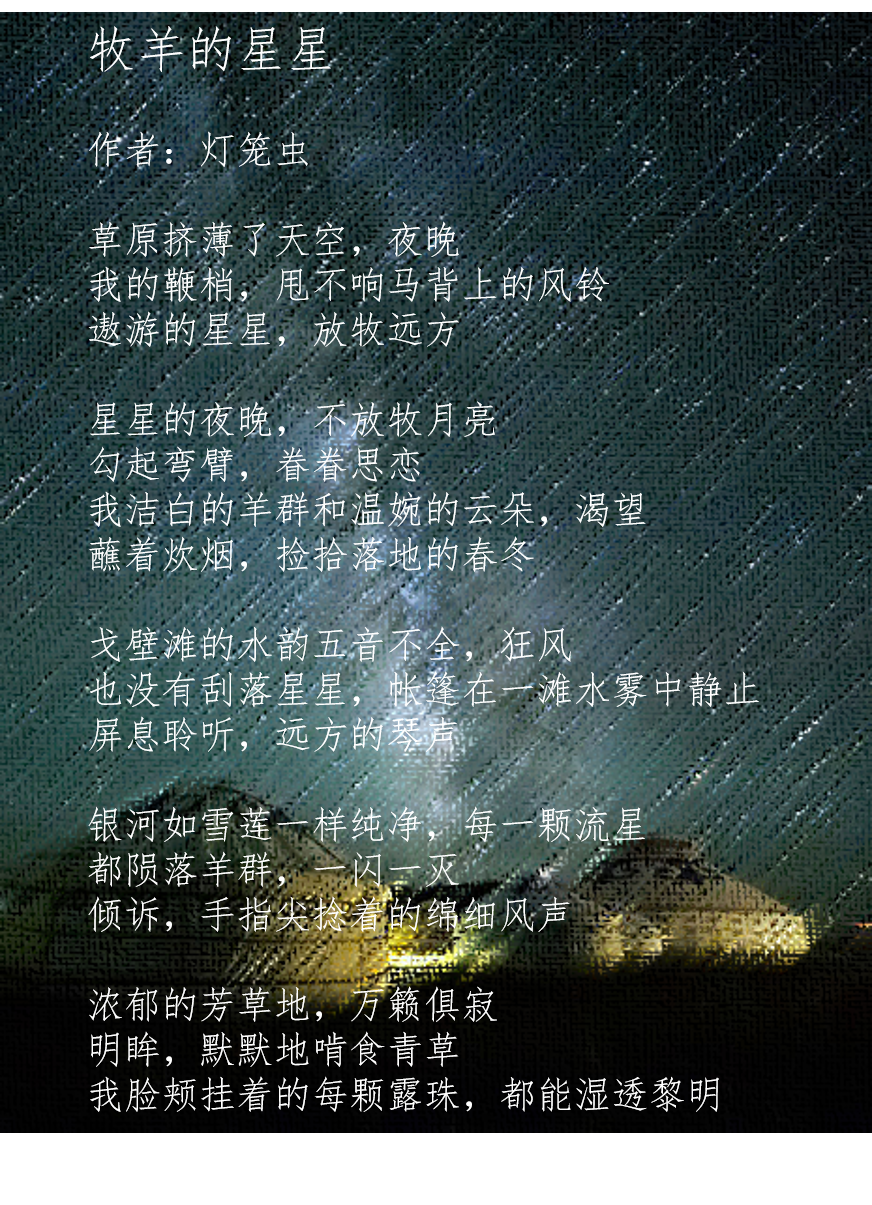 牧羊的星星
作者：灯笼虫
草原挤薄了天空，夜晚
我的鞭梢，甩不响马背上的风铃
遨游的星星，放牧远方
星星的夜晚，不放牧月亮
勾起弯臂，眷眷思恋
我洁白的羊群和温婉的云朵，渴望
蘸着炊烟，捡拾落地的春冬
戈壁滩的水韵五音不全，狂风
也没有刮落星星，帐篷在一滩水雾中静止
屏息聆听，远方的琴声
银河如雪莲一样纯净，每一颗流星
都陨落羊群，一闪一灭
倾诉，手指尖捻着的绵细风声
浓郁的芳草地，万籁俱寂
明眸，默默地啃食青草
我脸颊挂着的每颗露珠，都能湿透黎明